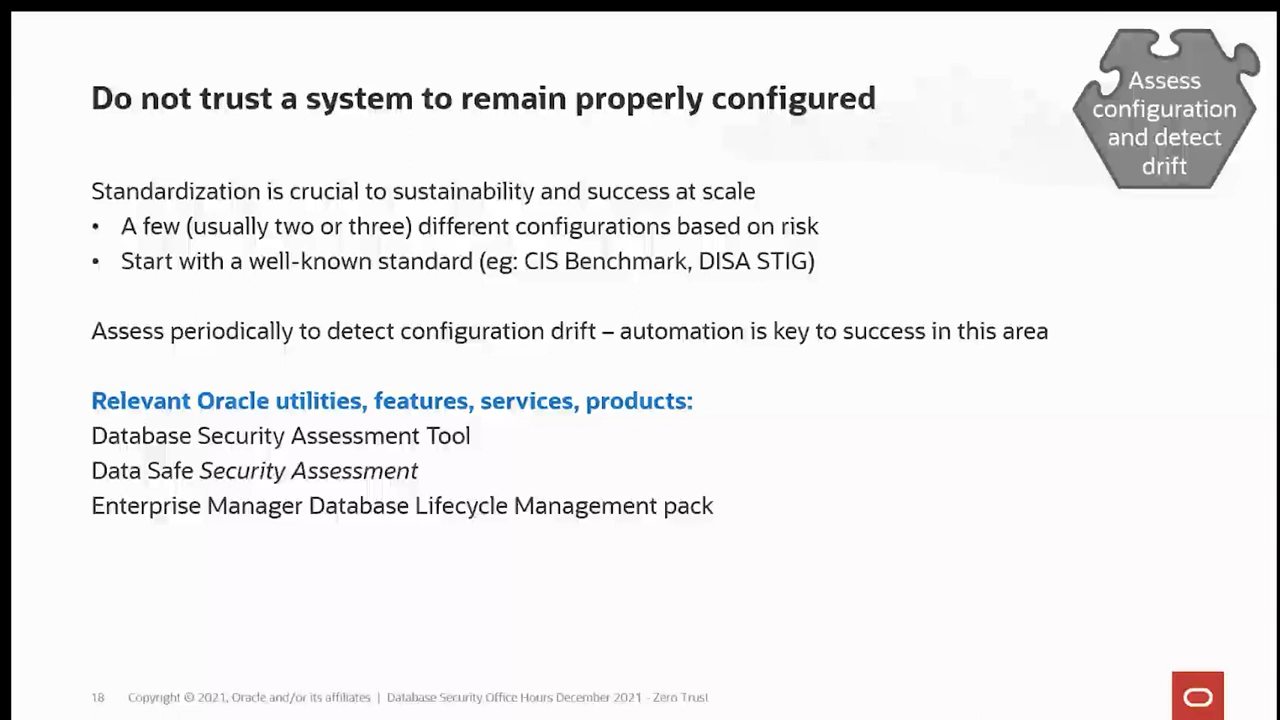 Do not trust a system to remain properly configured
Assess
configuration
and detect
drift
Standardization is crucial to sustainability and success at scale
• A few (usually two or three) different configurations based on risk
• Start with a well-known standard (eg: CIS Benchmark, DISA STIG)
Assess periodically to detect configuration drift – automation is key to success in this area
Relevant Oracle utilities, features, services, products:
Database Security Assessment Tool
Data Safe Security Assessment
Enterprise Manager Database Lifecycle Management pack
18 Copyright © 2021, Oracle and/or its affiliates | Database Security Office Hours December 2021 - Zero Trust